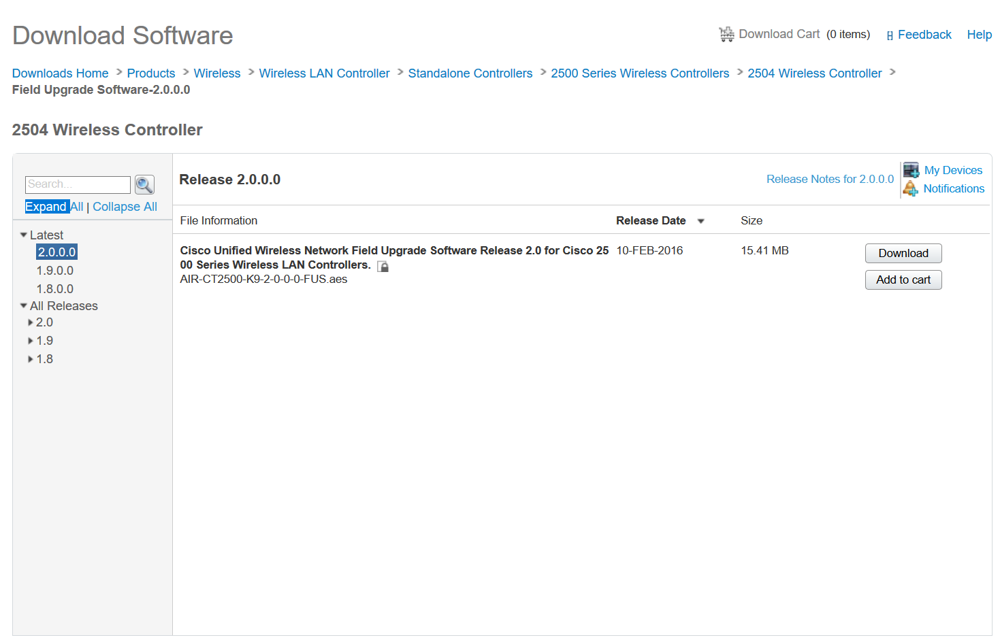 Download Software
Download Cart (0 items) Feedback Help
Downloads Home > Products > Wireless > Wireless LAN Controller > Standalone Controllers > 2500 Series Wireless Controllers > 2504 Wireless Controller >
Field Upgrade Software-2.0.0.0
2504 Wireless Controller
Search...
Expand All | Collapse All
Latest
2.0.0.0
1.9.0.0
1.8.0.0
All Releases
2.0
1.9
1.8
Release 2.0.0.0
Release Notes for 2.0.0.0
My Devices
Notifications
File Information Release Date Size
Cisco Unified Wireless Network Field Upgrade Software Release 2.0 for Cisco 25 10-FEB-2016 15.41 MB Download
00 Series Wireless LAN Controllers.
AIR-CT2500-K9-2-0-0-0-FUS.aes Add to cart